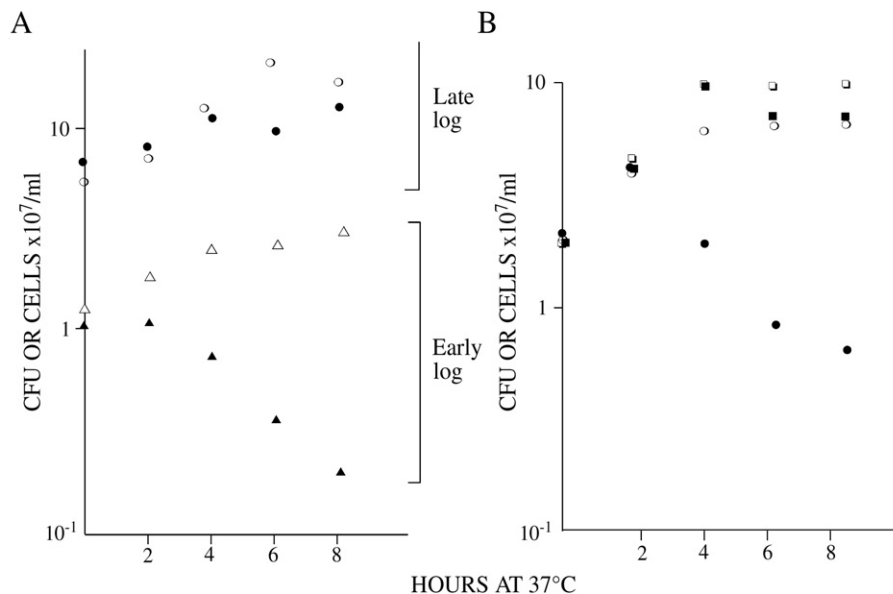 A
CFU OR CELLS x10⁷/ml
10
1
10⁻¹
2 4 6 8
Late
log
Early
log
B
CFU OR CELLS x10⁷/ml
10
1
10⁻¹
2 4 6 8
HOURS AT 37°C